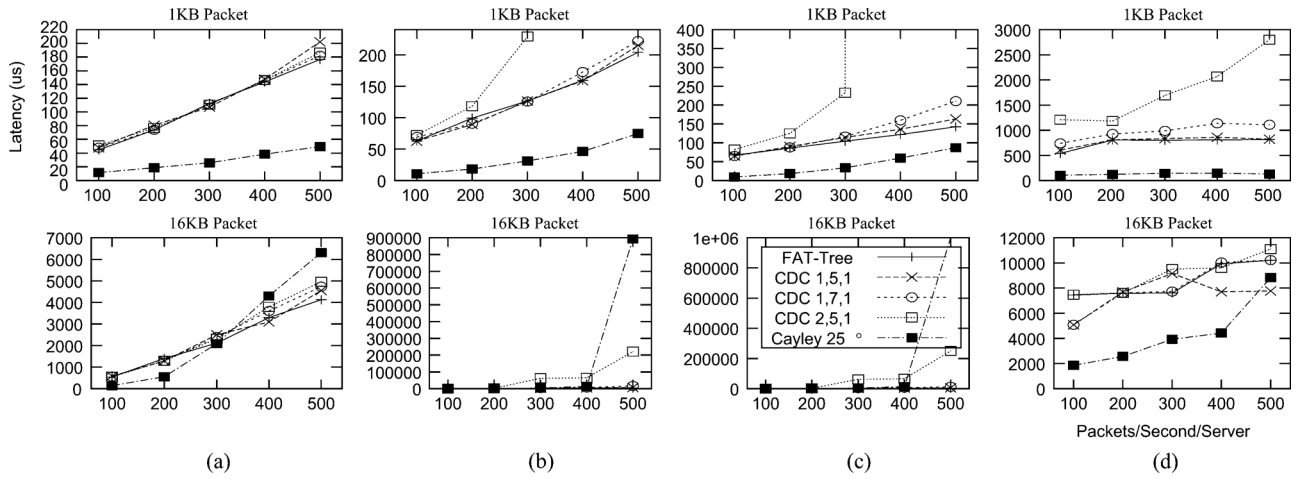 1KB Packet
1KB Packet
1KB Packet
1KB Packet
Latency (us)
220
200
180
160
140
120
100
80
60
40
20
0
100 200 300 400 500
200
150
100
50
0
100 200 300 400 500
400
350
300
250
200
150
100
50
0
100 200 300 400 500
3000
2500
2000
1500
1000
500
0
100 200 300 400 500
16KB Packet
16KB Packet
16KB Packet
16KB Packet
7000
6000
5000
4000
3000
2000
1000
0
100 200 300 400 500
900000
800000
700000
600000
500000
400000
300000
200000
100000
0
100 200 300 400 500
1e+06
800000
600000
400000
200000
0
FAT-Tree
CDC 1,5,1
CDC 1,7,1
CDC 2,5,1
Cayley 25 °
100 200 300 400 500
12000
10000
8000
6000
4000
2000
0
100 200 300 400 500
Packets/Second/Server
(a)
(b)
(c)
(d)